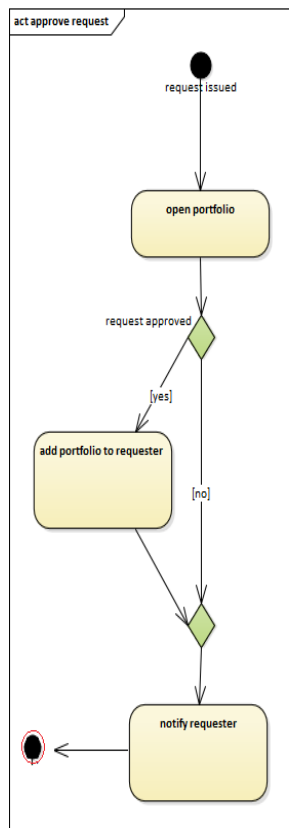 act approve request
request issued
open portfolio
request approved
[yes]
add portfolio to requester
[no]
notify requester